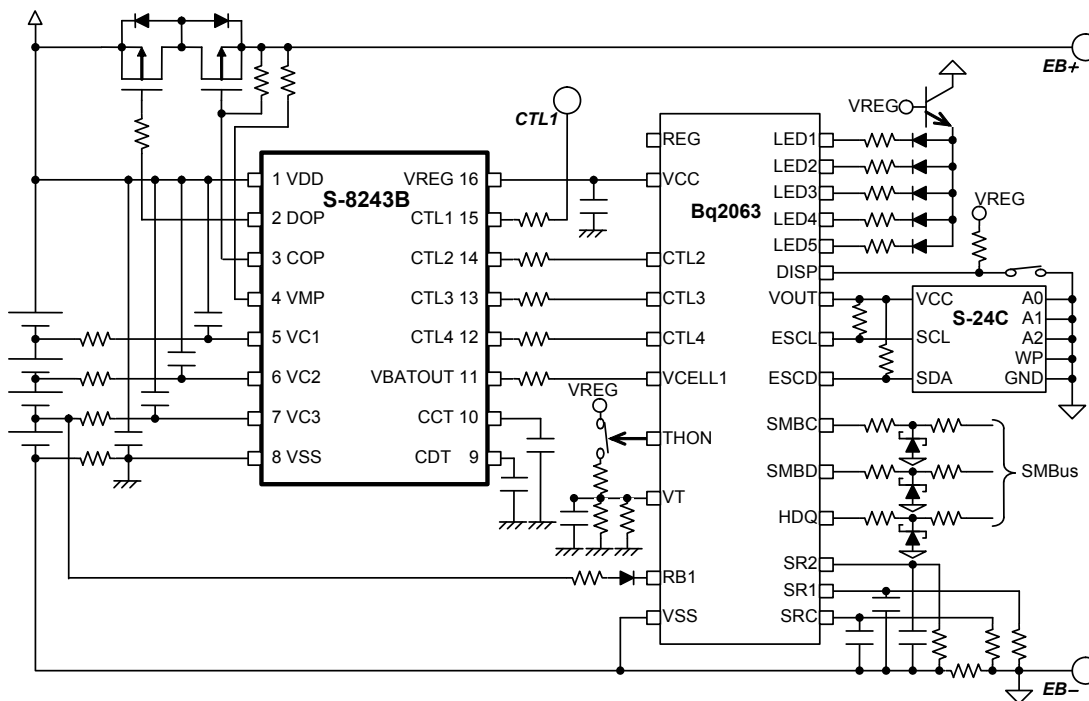 EB+
CTL1
VREG
S-8243B
1 VDD
2 DOP
3 COP
4 VMP
5 VC1
6 VC2
7 VC3
8 VSS
VREG 16
CTL1 15
CTL2 14
CTL3 13
CTL4 12
VBATOUT 11
CCT 10
CDT 9
VREG
Bq2063
REG
VCC
CTL2
CTL3
CTL4
VCELL1
THON
VT
RB1
VSS
LED1
LED2
LED3
LED4
LED5
DISP
VOUT
ESCL
ESCD
SMBC
SMBD
HDQ
SR2
SR1
SRC
VREG
S-24C
VCC
SCL
SDA
A0
A1
A2
WP
GND
SMBus
EB−